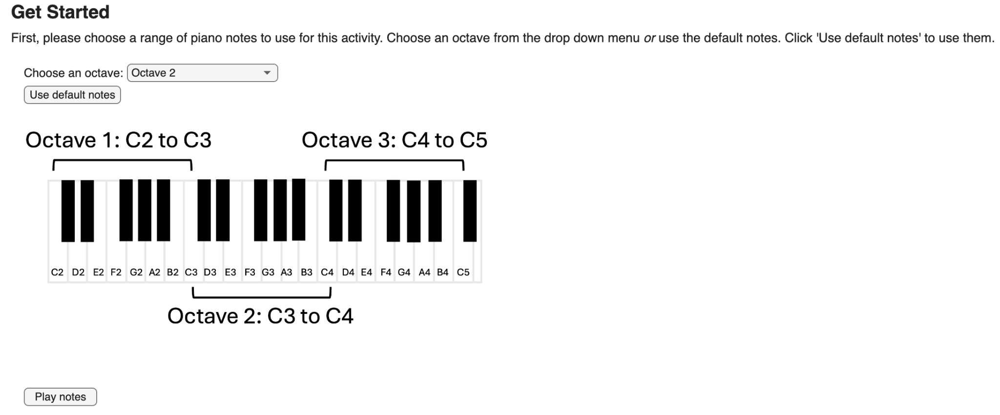 Get Started
First, please choose a range of piano notes to use for this activity. Choose an octave from the drop down menu or use the default notes. Click 'Use default notes' to use them.
Choose an octave: Octave 2
Use default notes
Octave 1: C2 to C3 Octave 3: C4 to C5
C2 D2 E2 F2 G2 A2 B2 C3 D3 E3 F3 G3 A3 B3 C4 D4 E4 F4 G4 A4 B4 C5
Octave 2: C3 to C4
Play notes